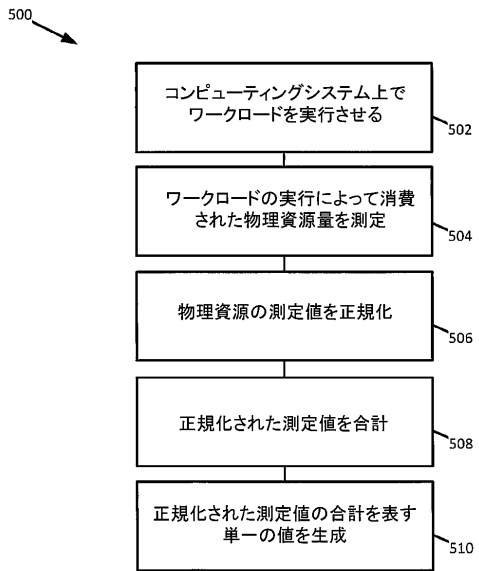 500
コンピューティングシステム上で
ワークロードを実行させる
502
ワークロードの実行によって消費
された物理資源量を測定
504
物理資源の測定値を正規化
506
正規化された測定値を合計
508
正規化された測定値の合計を表す
単一の値を生成
510